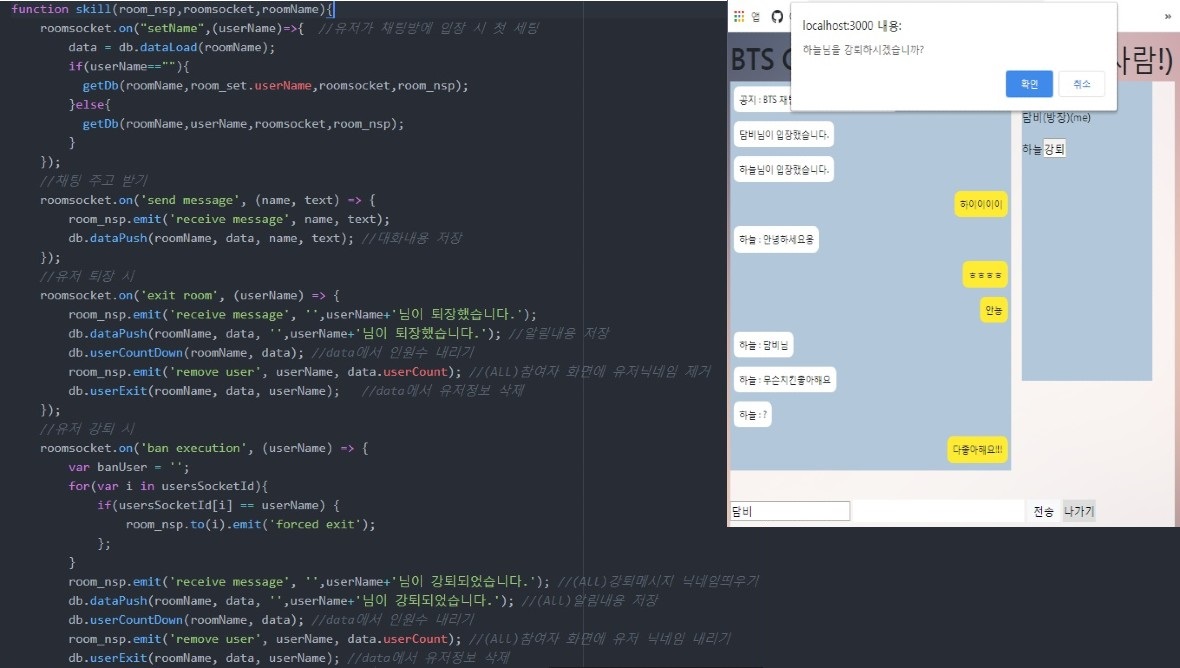 function skill(room_nsp,roomsocket,roomName){
roomsocket.on("setName",(userName)=>{ //유저가 채팅방에 입장 시 첫 세팅
data = db.dataLoad(roomName);
if(userName==""){
getDb(roomName,room_set.userName,roomsocket,room_nsp);
}else{
getDb(roomName,userName,roomsocket,room_nsp);
}
});
//채팅 주고 받기
roomsocket.on('send message', (name, text) => {
room_nsp.emit('receive message', name, text);
db.dataPush(roomName, data, name, text); //대화내용 저장
});
//유저 퇴장 시
roomsocket.on('exit room', (userName) => {
room_nsp.emit('receive message', '',userName+'님이 퇴장했습니다.');
db.dataPush(roomName, data, '',userName+'님이 퇴장했습니다.'); //알림내용 저장
db.userCountDown(roomName, data); //data에서 인원수 내리기
room_nsp.emit('remove user', userName, data.userCount); //(ALL)참여자 화면에 유저닉네임 제거
db.userExit(roomName, data, userName); //data에서 유저정보 삭제
});
//유저 강퇴 시
roomsocket.on('ban execution', (userName) => {
var banUser = '';
for(var i in usersSocketId){
if(usersSocketId[i] == userName) {
room_nsp.to(i).emit('forced exit');
};
}
room_nsp.emit('receive message', '',userName+'님이 강퇴되었습니다.'); //(ALL)강퇴메시지 닉네임띄우기
db.dataPush(roomName, data, '',userName+'님이 강퇴되었습니다.'); //(ALL)알림내용 저장
db.userCountDown(roomName, data); //data에서 인원수 내리기
room_nsp.emit('remove user', userName, data.userCount); //(ALL)참여자 화면에 유저 닉네임 내리기
db.userExit(roomName, data, userName); //data에서 유저정보 삭제
앱
»
localhost:3000 내용:
하늘님을 강퇴하시겠습니까?
확인 취소
BTS 사람!)
공지 : BTS
담비님이 입장했습니다.
하늘님이 입장했습니다.
하이이이이
하늘 : 안녕하세요용
ㅎㅎㅎㅎ
안뇽
하늘 : 담비님
하늘 : 무슨치킨좋아해요
하늘 : ?
다좋아해요!!!
담비(방장)(me)
하늘 강퇴
담비
전송 나가기